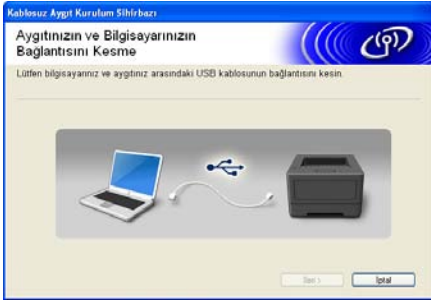 Kablosuz Aygıt Kurulum Sihirbazı
Aygıtınızın ve Bilgisayarınızın
Bağlantısını Kesme
Lütfen bilgisayarınız ve aygıtınız arasındaki USB kablosunun bağlantısını kesin.
İleri >
İptal